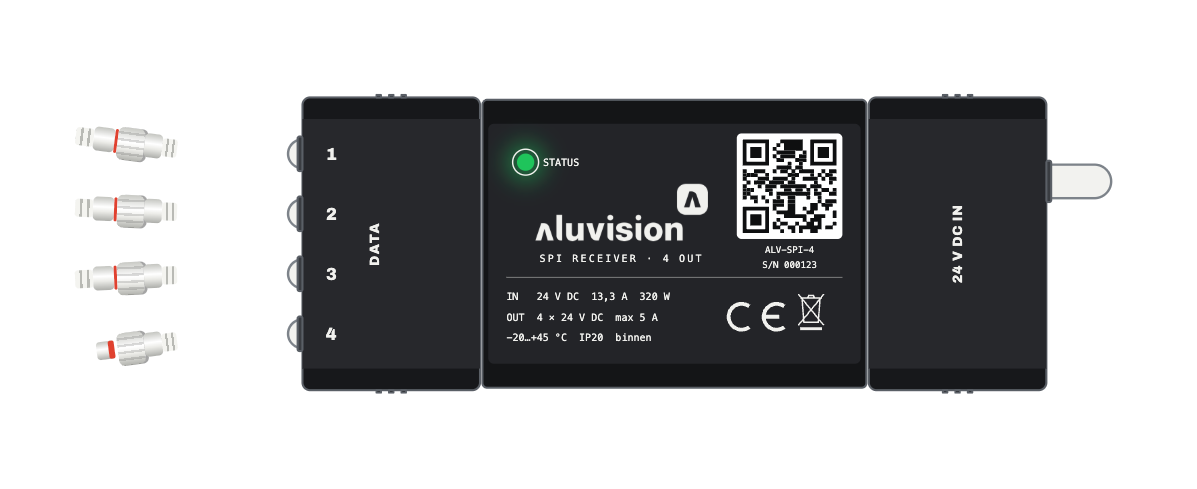 1
2
3
4
DATA
STATUS
aluvision
SPI RECEIVER · 4 OUT
IN 24 V DC 13,3 A 320 W
OUT 4 × 24 V DC max 5 A
−20…+45 °C IP20 binnen
ALV-SPI-4
S/N 000123
CE
24 V DC IN